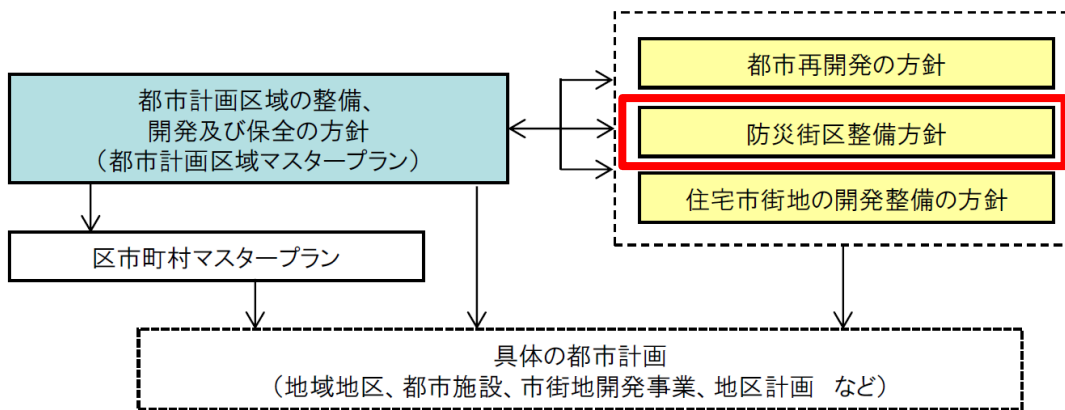 都市計画区域の整備、
開発及び保全の方針
（都市計画区域マスタープラン）
都市再開発の方針
防災街区整備方針
住宅市街地の開発整備の方針
区市町村マスタープラン
具体の都市計画
（地域地区、都市施設、市街地開発事業、地区計画　など）